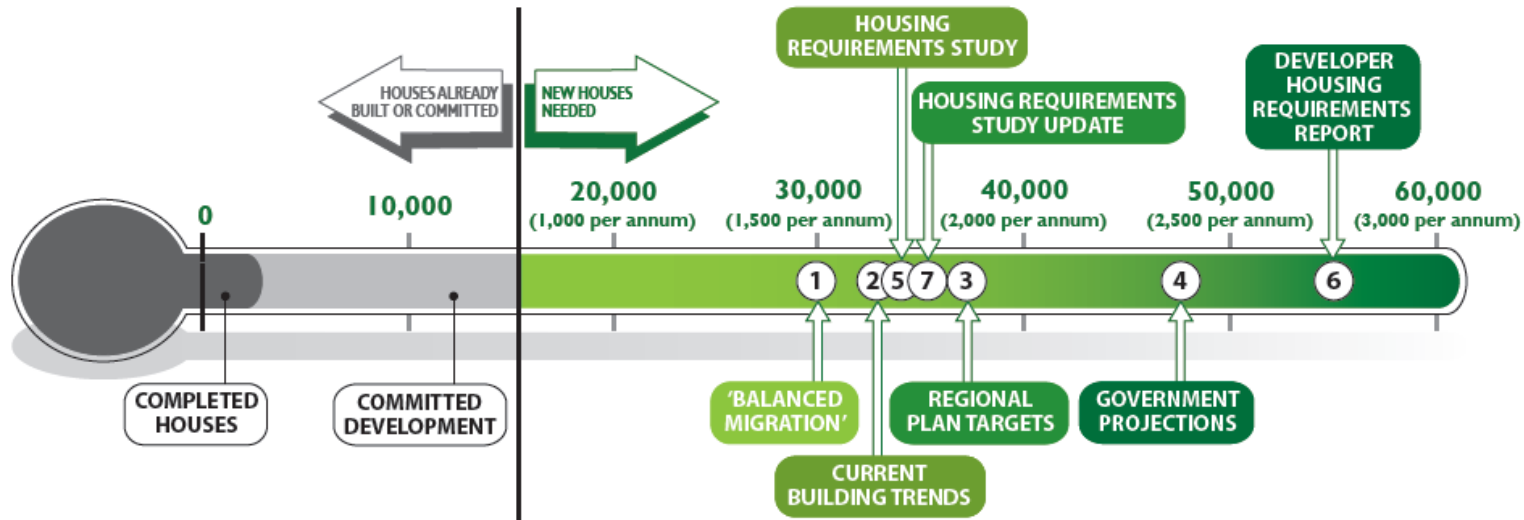 HOUSING
REQUIREMENTS STUDY
DEVELOPER
HOUSING
REQUIREMENTS
REPORT
HOUSES ALREADY
BUILT OR COMMITTED
NEW HOUSES
NEEDED
HOUSING REQUIREMENTS
STUDY UPDATE
0
10,000
20,000
(1,000 per annum)
30,000
(1,500 per annum)
40,000
(2,000 per annum)
50,000
(2,500 per annum)
60,000
(3,000 per annum)
1
2
5
7
3
4
6
COMPLETED
HOUSES
COMMITTED
DEVELOPMENT
‘BALANCED
MIGRATION’
REGIONAL
PLAN TARGETS
GOVERNMENT
PROJECTIONS
CURRENT
BUILDING TRENDS